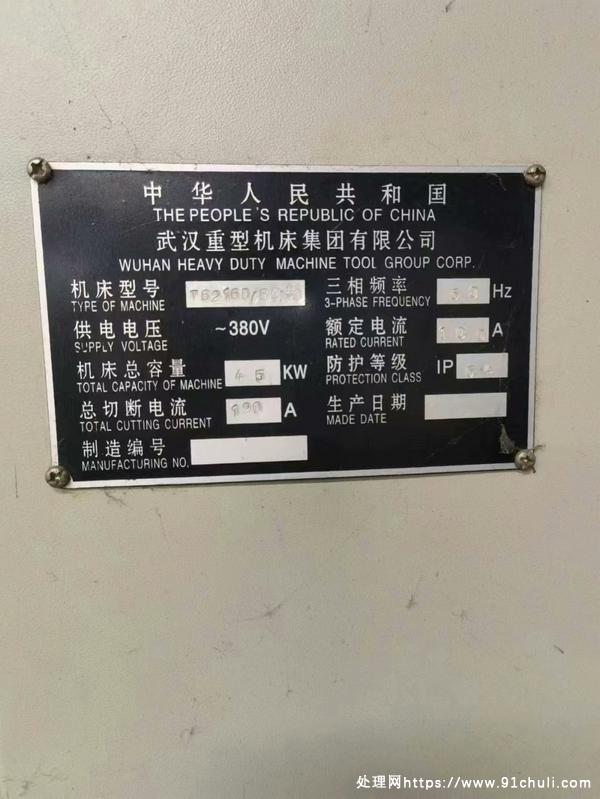 中华人民共和国
THE PEOPLE'S REPUBLIC OF CHINA
武汉重型机床集团有限公司
WUHAN HEAVY DUTY MACHINE TOOL GROUP CORP.
机床型号
TYPE OF MACHINE
三相频率 50 Hz
3-PHASE FREQUENCY
供电电压 ~380V
SUPPLY VOLTAGE
额定电流 A
RATED CURRENT
机床总容量 45 KW
TOTAL CAPACITY OF MACHINE
防护等级 IP 54
PROTECTION CLASS
总切断电流 A
TOTAL CUTTING CURRENT
生产日期
MADE DATE
制造编号
MANUFACTURING NO.
处理网https://www.91chuli.com/